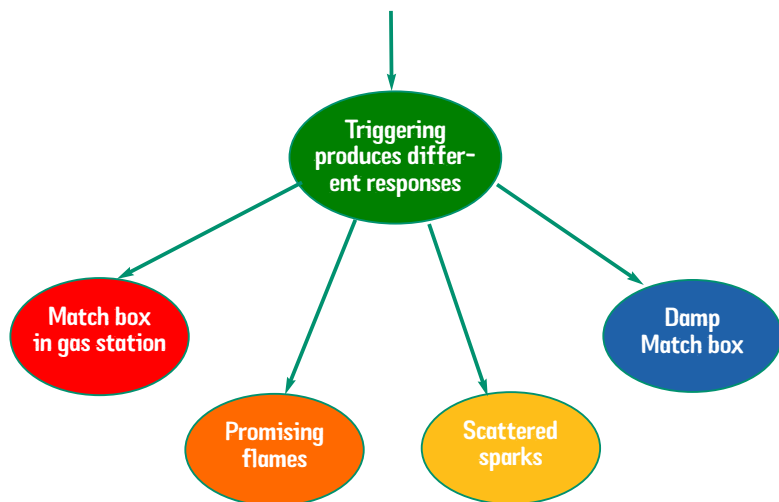 Triggering
produces differ-
ent responses
Match box
in gas station
Promising
flames
Scattered
sparks
Damp
Match box